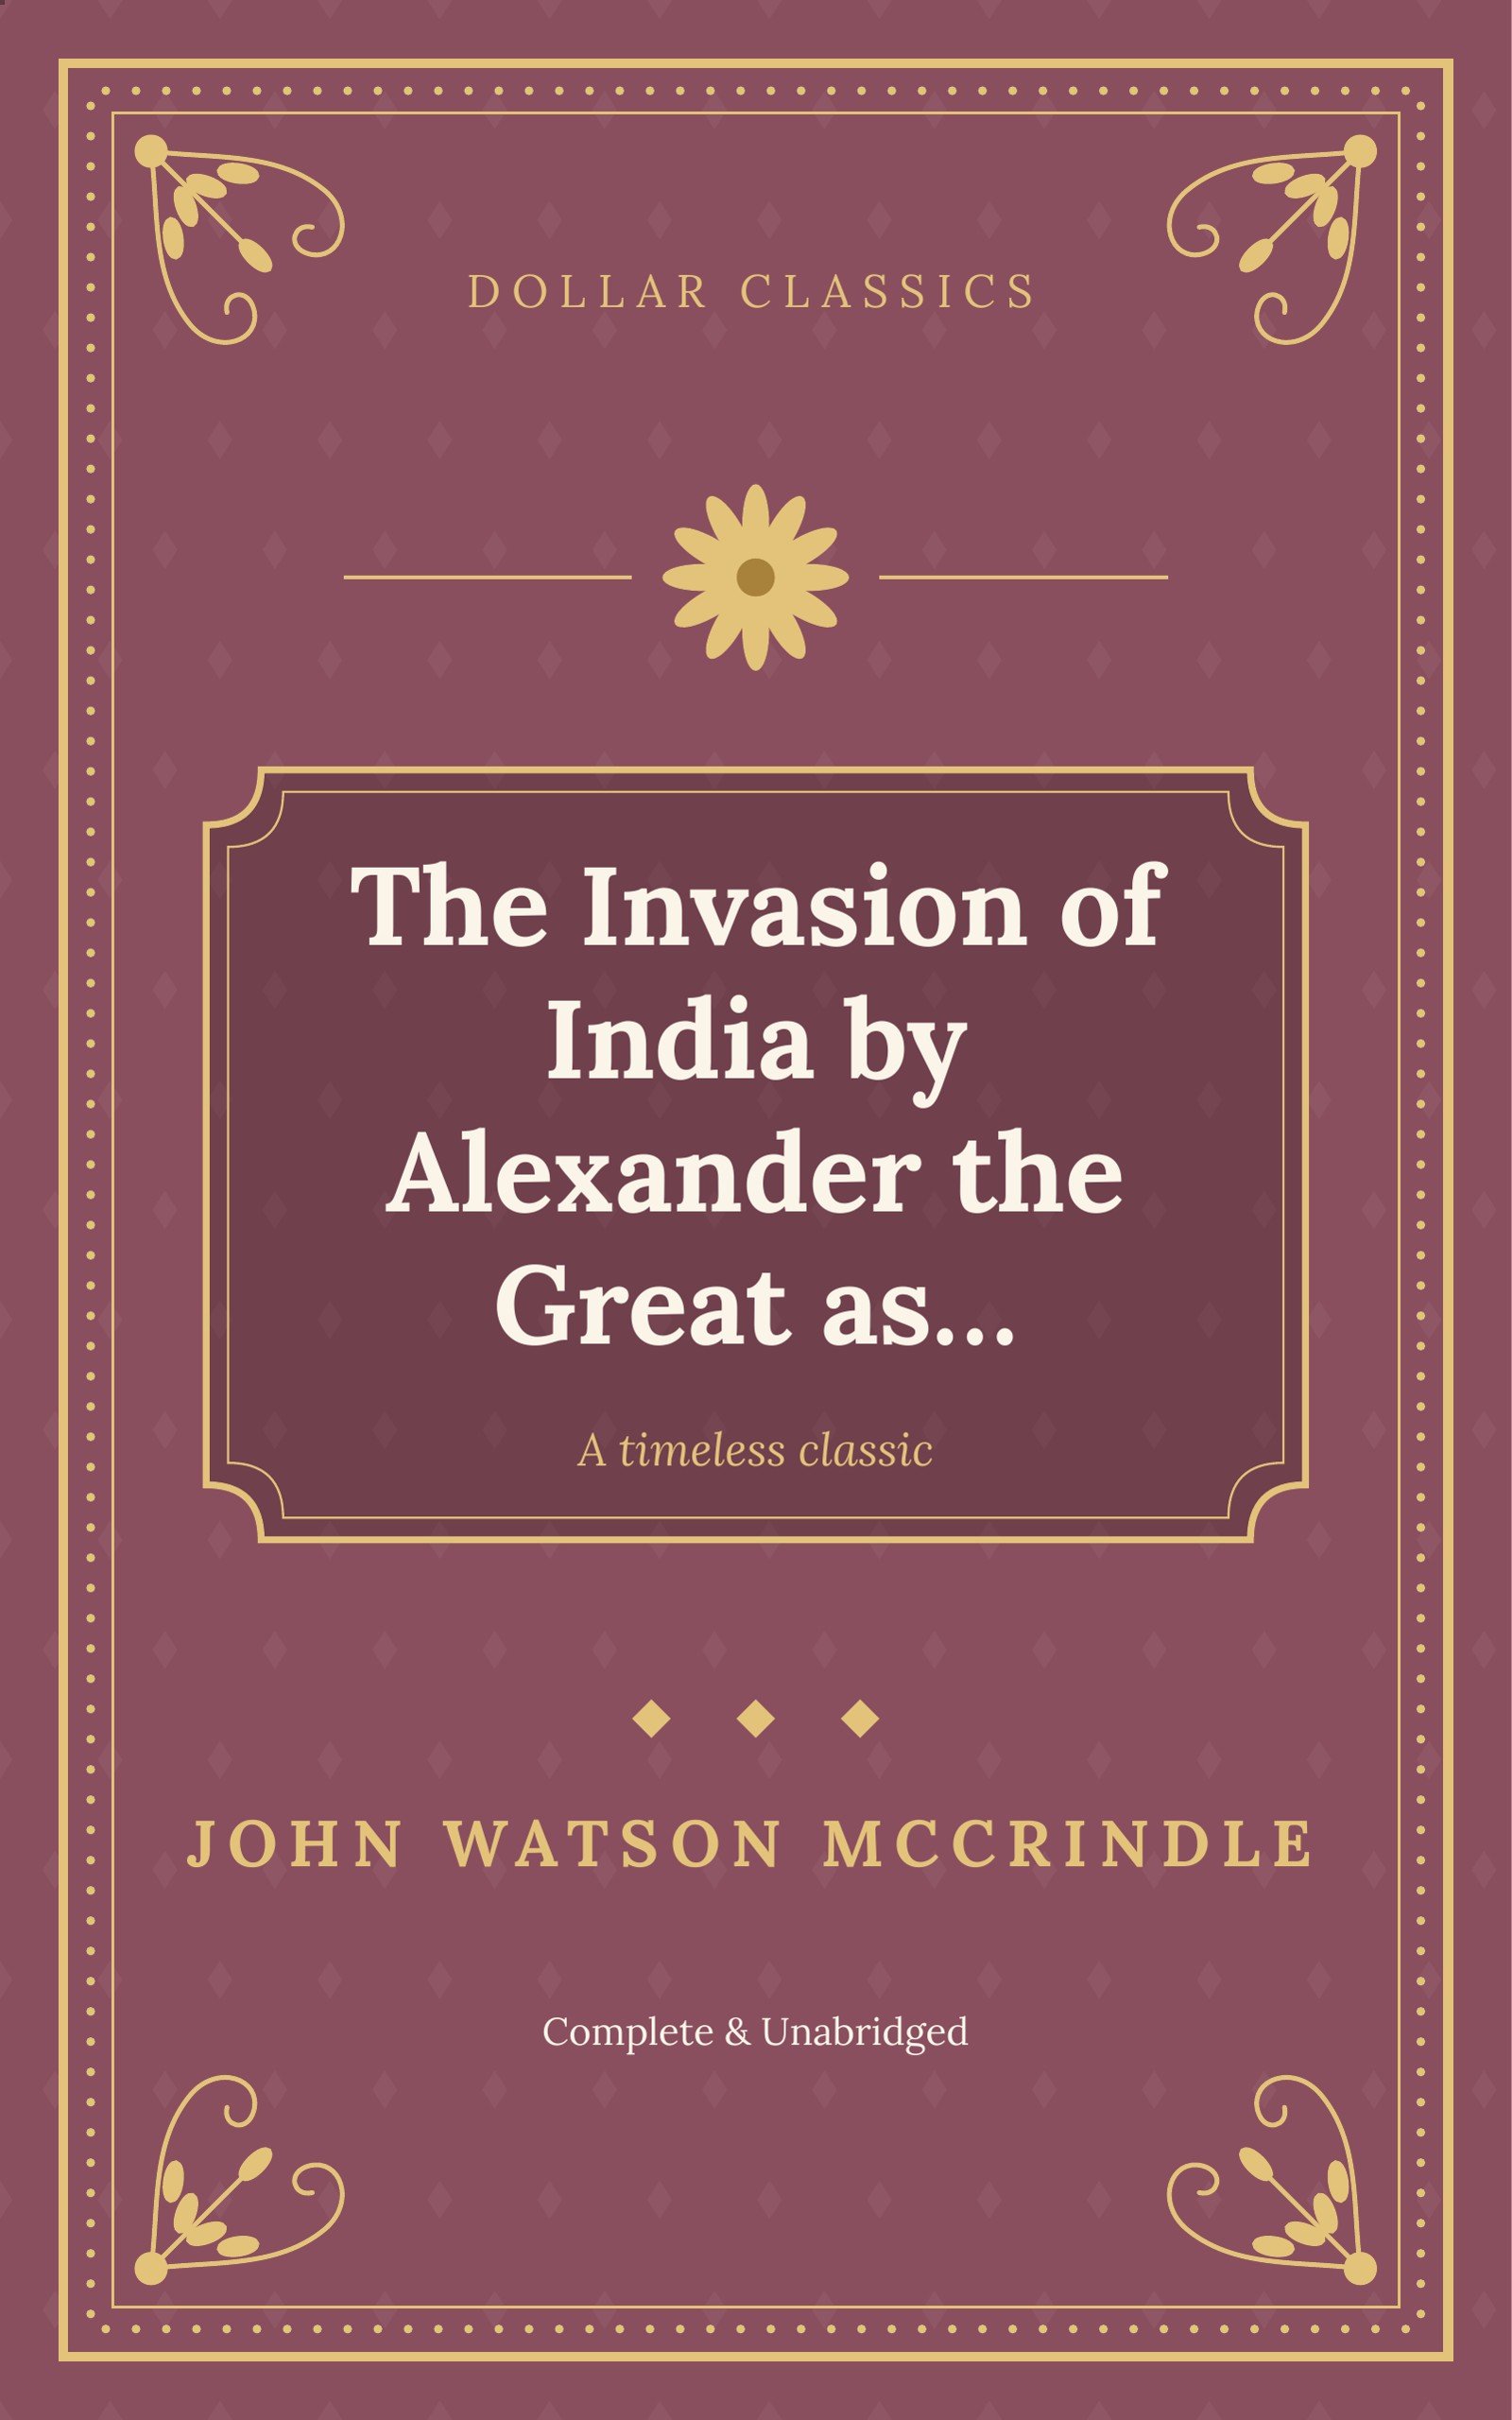 DOLLAR CLASSICS
The Invasion of
India by
Alexander the
Great as...
A timeless classic
JOHN WATSON MCCRINDLE
Complete & Unabridged